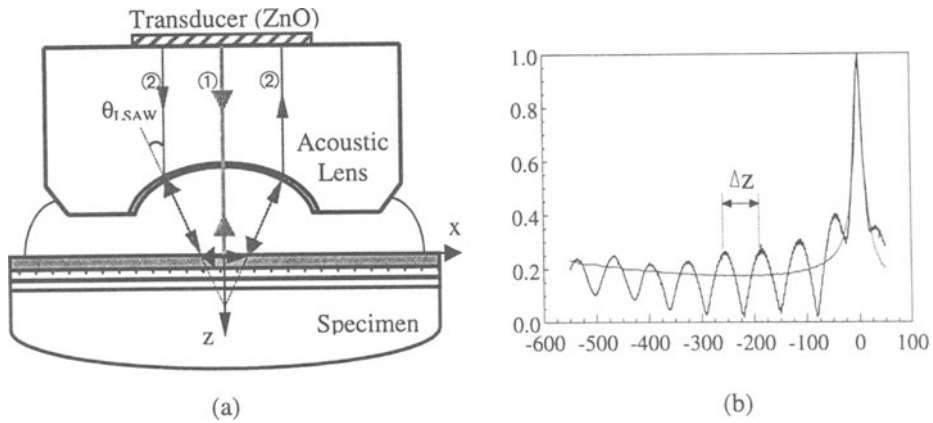 Transducer (ZnO)
② ① ②
θLSAW
Acoustic
Lens
x
z
Specimen
(a)
1.0
0.8
0.6
0.4
0.2
0.0
Δz
-600 -500 -400 -300 -200 -100 0 100
(b)